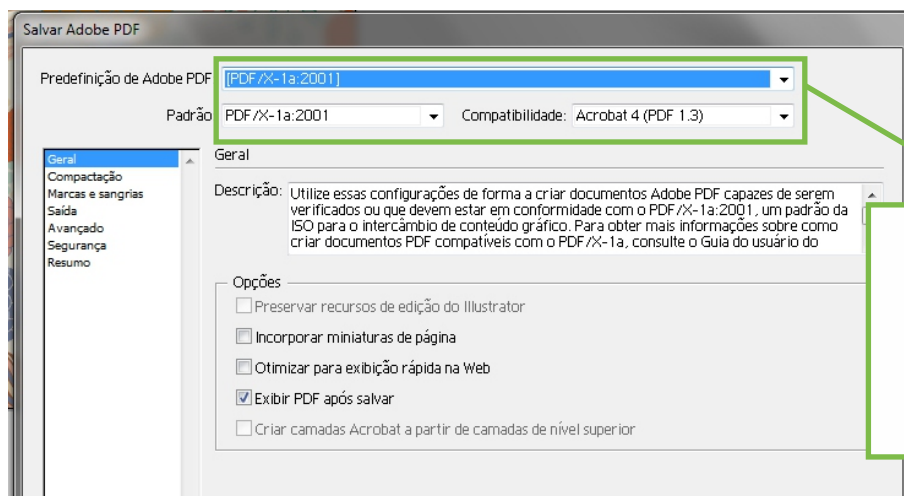 Salvar Adobe PDF
Predefinição de Adobe PDF [PDF/X-1a:2001]
Padrão PDF/X-1a:2001 Compatibilidade: Acrobat 4 (PDF 1.3)
Geral
Compactação
Marcas e sangrias
Saída
Avançado
Segurança
Resumo
Geral
Descrição: Utilize essas configurações de forma a criar documentos Adobe PDF capazes de serem
verificados ou que devem estar em conformidade com o PDF/X-1a:2001, um padrão da
ISO para o intercâmbio de conteúdo gráfico. Para obter mais informações sobre como
criar documentos PDF compatíveis com o PDF/X-1a, consulte o Guia do usuário do
Opções
Preservar recursos de edição do Illustrator
Incorporar miniaturas de página
Otimizar para exibição rápida na Web
Exibir PDF após salvar
Criar camadas Acrobat a partir de camadas de nível superior